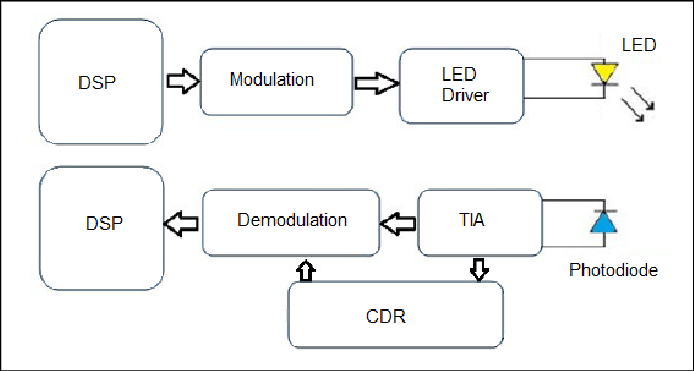 LED
DSP
Modulation
LED
Driver
DSP
Demodulation
TIA
Photodiode
CDR